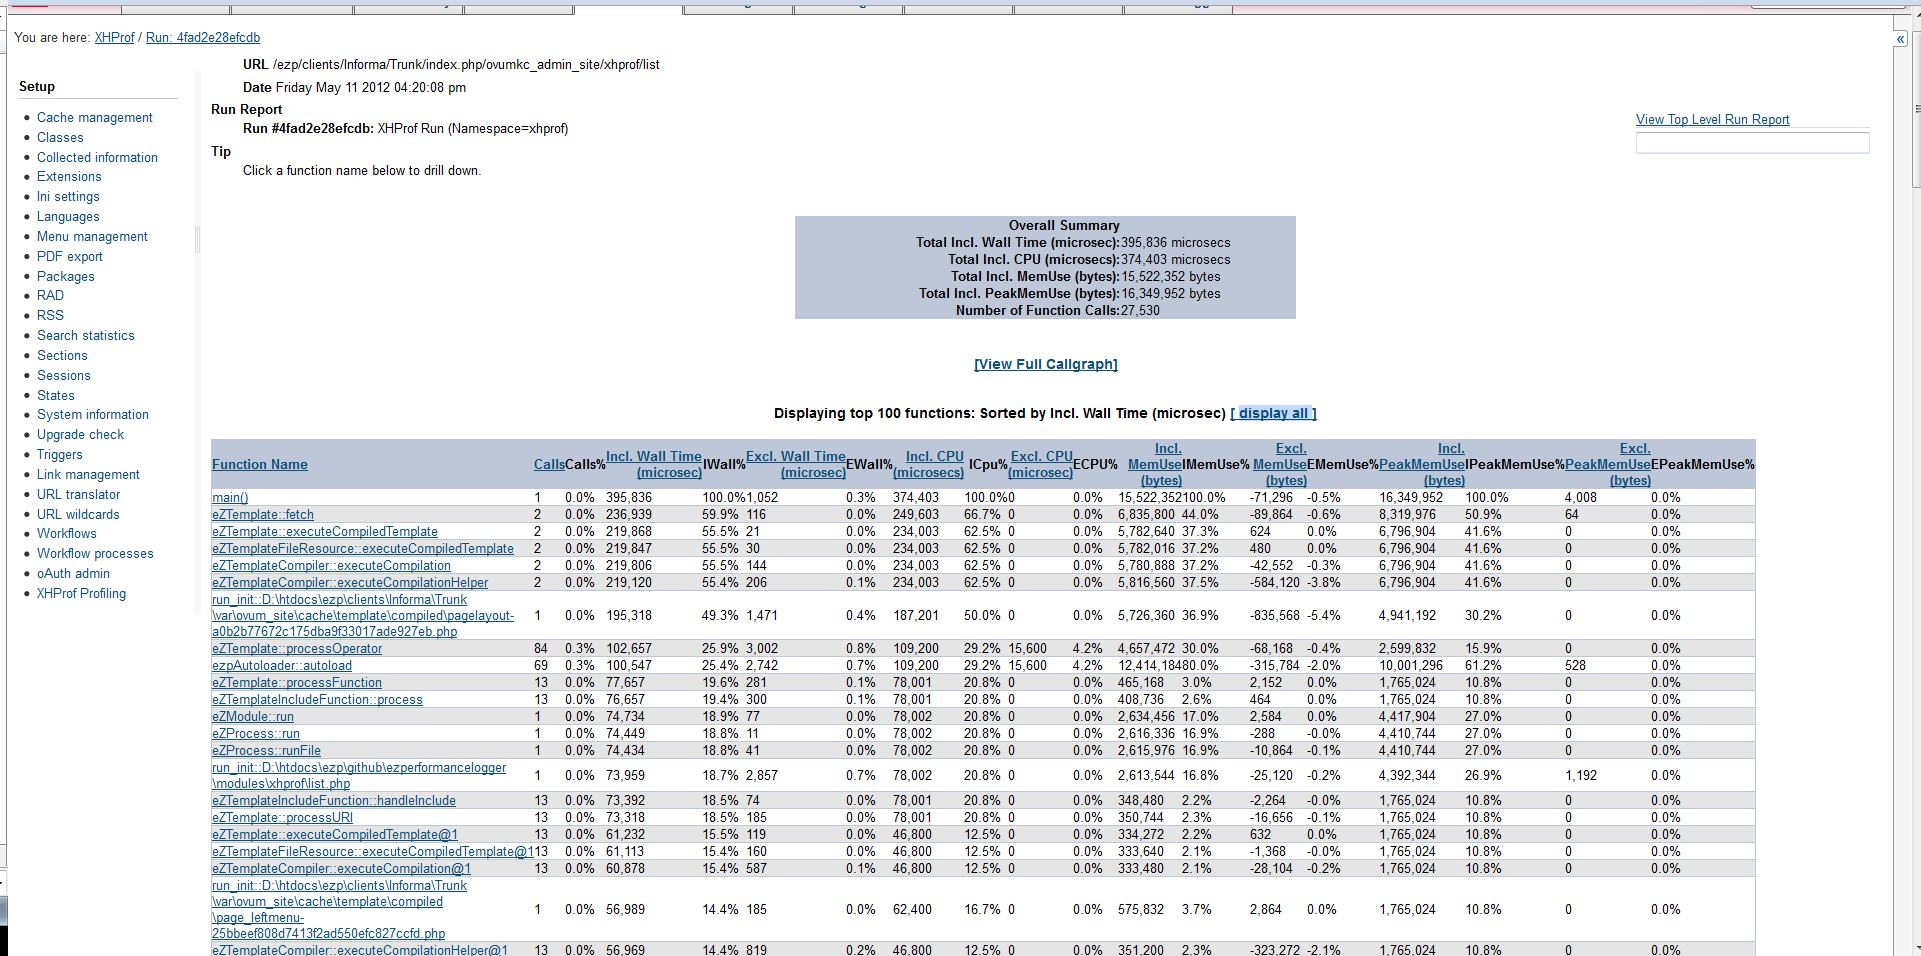 You are here: XHProf / Run: 4fad2e28efcdb
«
Setup
Cache management
Classes
Collected information
Extensions
Ini settings
Languages
Menu management
PDF export
Packages
RAD
RSS
Search statistics
Sections
Sessions
States
System information
Upgrade check
Triggers
Link management
URL translator
URL wildcards
Workflows
Workflow processes
oAuth admin
XHProf Profiling
URL /ezp/clients/Informa/Trunk/index.php/ovumkc_admin_site/xhprof/list
Date Friday May 11 2012 04:20:08 pm
Run Report
Run #4fad2e28efcdb: XHProf Run (Namespace=xhprof)
Tip
Click a function name below to drill down.
View Top Level Run Report
Overall Summary
Total Incl. Wall Time (microsec): 395,836 microsecs
Total Incl. CPU (microsecs): 374,403 microsecs
Total Incl. MemUse (bytes): 15,522,352 bytes
Total Incl. PeakMemUse (bytes): 16,349,952 bytes
Number of Function Calls: 27,530
[View Full Callgraph]
Displaying top 100 functions: Sorted by Incl. Wall Time (microsec) [ display all ]
Function Name Calls Calls% Incl. Wall Time (microsec) IWall% Excl. Wall Time (microsec) EWall% Incl. CPU (microsecs) ICpu% Excl. CPU (microsec) ECPU% Incl. MemUse (bytes) IMemUse% Excl. MemUse (bytes) EMemUse% Incl. PeakMemUse (bytes) IPeakMemUse% Excl. PeakMemUse (bytes) EPeakMemUse%
main() 1 0.0% 395,836 100.0% 1,052 0.3% 374,403 100.0% 0 0.0% 15,522,352 100.0% -71,296 -0.5% 16,349,952 100.0% 4,008 0.0%
eZTemplate::fetch 2 0.0% 236,939 59.9% 116 0.0% 249,603 66.7% 0 0.0% 6,835,800 44.0% -89,864 -0.6% 8,319,976 50.9% 64 0.0%
eZTemplate::executeCompiledTemplate 2 0.0% 219,868 55.5% 21 0.0% 234,003 62.5% 0 0.0% 5,782,640 37.3% 624 0.0% 6,796,904 41.6% 0 0.0%
eZTemplateFileResource::executeCompiledTemplate 2 0.0% 219,847 55.5% 30 0.0% 234,003 62.5% 0 0.0% 5,782,016 37.2% 480 0.0% 6,796,904 41.6% 0 0.0%
eZTemplateCompiler::executeCompilation 2 0.0% 219,806 55.5% 144 0.0% 234,003 62.5% 0 0.0% 5,780,888 37.2% -42,552 -0.3% 6,796,904 41.6% 0 0.0%
eZTemplateCompiler::executeCompilationHelper 2 0.0% 219,120 55.4% 206 0.1% 234,003 62.5% 0 0.0% 5,816,560 37.5% -584,120 -3.8% 6,796,904 41.6% 0 0.0%
run_init::D:\htdocs\ezp\clients\Informa\Trunk
\var\ovum_site\cache\template\compiled\pagelayout-
a0b2b77672c175dba9f33017ade927eb.php 1 0.0% 195,318 49.3% 1,471 0.4% 187,201 50.0% 0 0.0% 5,726,360 36.9% -835,568 -5.4% 4,941,192 30.2% 0 0.0%
eZTemplate::processOperator 84 0.3% 102,657 25.9% 3,002 0.8% 109,200 29.2% 15,600 4.2% 4,657,472 30.0% -68,168 -0.4% 2,599,832 15.9% 0 0.0%
ezpAutoloader::autoload 69 0.3% 100,547 25.4% 2,742 0.7% 109,200 29.2% 15,600 4.2% 12,414,184 80.0% -315,784 -2.0% 10,001,296 61.2% 528 0.0%
eZTemplate::processFunction 13 0.0% 77,657 19.6% 281 0.1% 78,001 20.8% 0 0.0% 465,168 3.0% 2,152 0.0% 1,765,024 10.8% 0 0.0%
eZTemplateIncludeFunction::process 13 0.0% 76,657 19.4% 300 0.1% 78,001 20.8% 0 0.0% 408,736 2.6% 464 0.0% 1,765,024 10.8% 0 0.0%
eZModule::run 1 0.0% 74,734 18.9% 77 0.0% 78,002 20.8% 0 0.0% 2,634,456 17.0% 2,584 0.0% 4,417,904 27.0% 0 0.0%
eZProcess::run 1 0.0% 74,449 18.8% 11 0.0% 78,002 20.8% 0 0.0% 2,616,336 16.9% -288 -0.0% 4,410,744 27.0% 0 0.0%
eZProcess::runFile 1 0.0% 74,434 18.8% 41 0.0% 78,002 20.8% 0 0.0% 2,615,976 16.9% -10,864 -0.1% 4,410,744 27.0% 0 0.0%
run_init::D:\htdocs\ezp\github\ezperformancelogger
\modules\xhprof\list.php 1 0.0% 73,959 18.7% 2,857 0.7% 78,002 20.8% 0 0.0% 2,613,544 16.8% -25,120 -0.2% 4,392,344 26.9% 1,192 0.0%
eZTemplateIncludeFunction::handleInclude 13 0.0% 73,392 18.5% 74 0.0% 78,001 20.8% 0 0.0% 348,480 2.2% -2,264 -0.0% 1,765,024 10.8% 0 0.0%
eZTemplate::processURI 13 0.0% 73,318 18.5% 185 0.0% 78,001 20.8% 0 0.0% 350,744 2.3% -16,656 -0.1% 1,765,024 10.8% 0 0.0%
eZTemplate::executeCompiledTemplate@1 13 0.0% 61,232 15.5% 119 0.0% 46,800 12.5% 0 0.0% 334,272 2.2% 632 0.0% 1,765,024 10.8% 0 0.0%
eZTemplateFileResource::executeCompiledTemplate@1 13 0.0% 61,113 15.4% 160 0.0% 46,800 12.5% 0 0.0% 333,640 2.1% -1,368 -0.0% 1,765,024 10.8% 0 0.0%
eZTemplateCompiler::executeCompilation@1 13 0.0% 60,878 15.4% 587 0.1% 46,800 12.5% 0 0.0% 333,480 2.1% -28,104 -0.2% 1,765,024 10.8% 0 0.0%
run_init::D:\htdocs\ezp\clients\Informa\Trunk
\var\ovum_site\cache\template\compiled
\page_leftmenu-
25bbeef808d7413f2ad550efc827ccfd.php 1 0.0% 56,989 14.4% 185 0.0% 62,400 16.7% 0 0.0% 575,832 3.7% 2,864 0.0% 1,765,024 10.8% 0 0.0%
eZTemplateCompiler::executeCompilationHelper@1 13 0.0% 56,969 14.4% 819 0.2% 46,800 12.5% 0 0.0% 351,200 2.3% -323,272 -2.1% 1,765,024 10.8% 0 0.0%